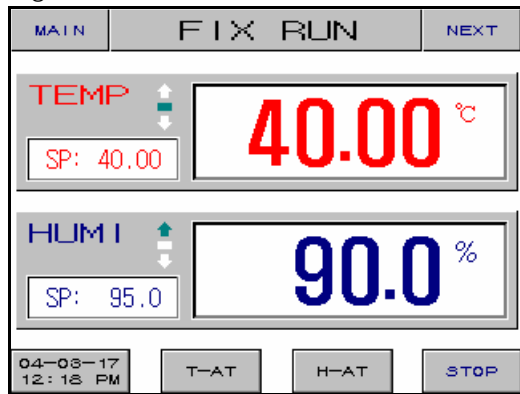 MAIN
FIX RUN
NEXT
TEMP
SP: 40.00
40.00 ℃
HUMI
SP: 95.0
90.0 %
04-03-17
12:18 PM
T-AT
H-AT
STOP